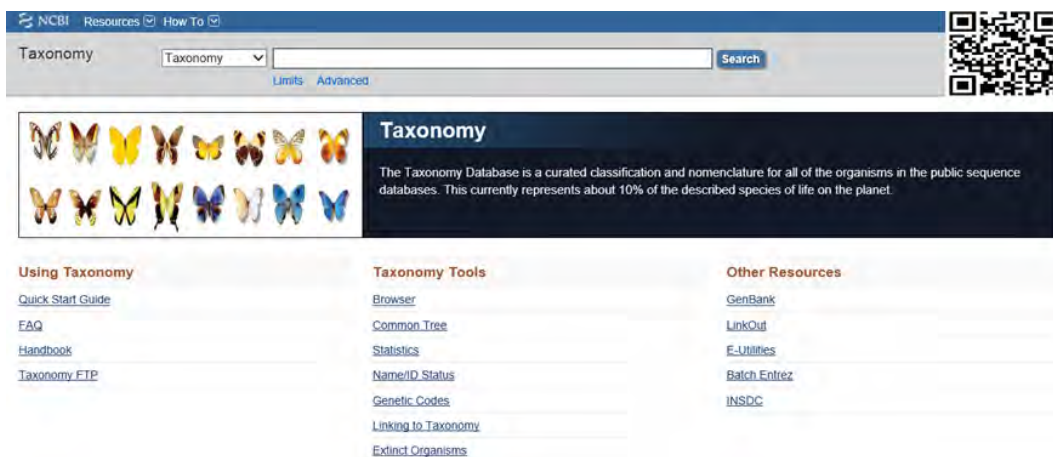 NCBI Resources How To
Taxonomy
Taxonomy
Search
Limits Advanced
Taxonomy
The Taxonomy Database is a curated classification and nomenclature for all of the organisms in the public sequence
databases. This currently represents about 10% of the described species of life on the planet.
Using Taxonomy
Quick Start Guide
FAQ
Handbook
Taxonomy FTP
Taxonomy Tools
Browser
Common Tree
Statistics
Name/ID Status
Genetic Codes
Linking to Taxonomy
Extinct Organisms
Other Resources
GenBank
LinkOut
E-Utilities
Batch Entrez
INSDC